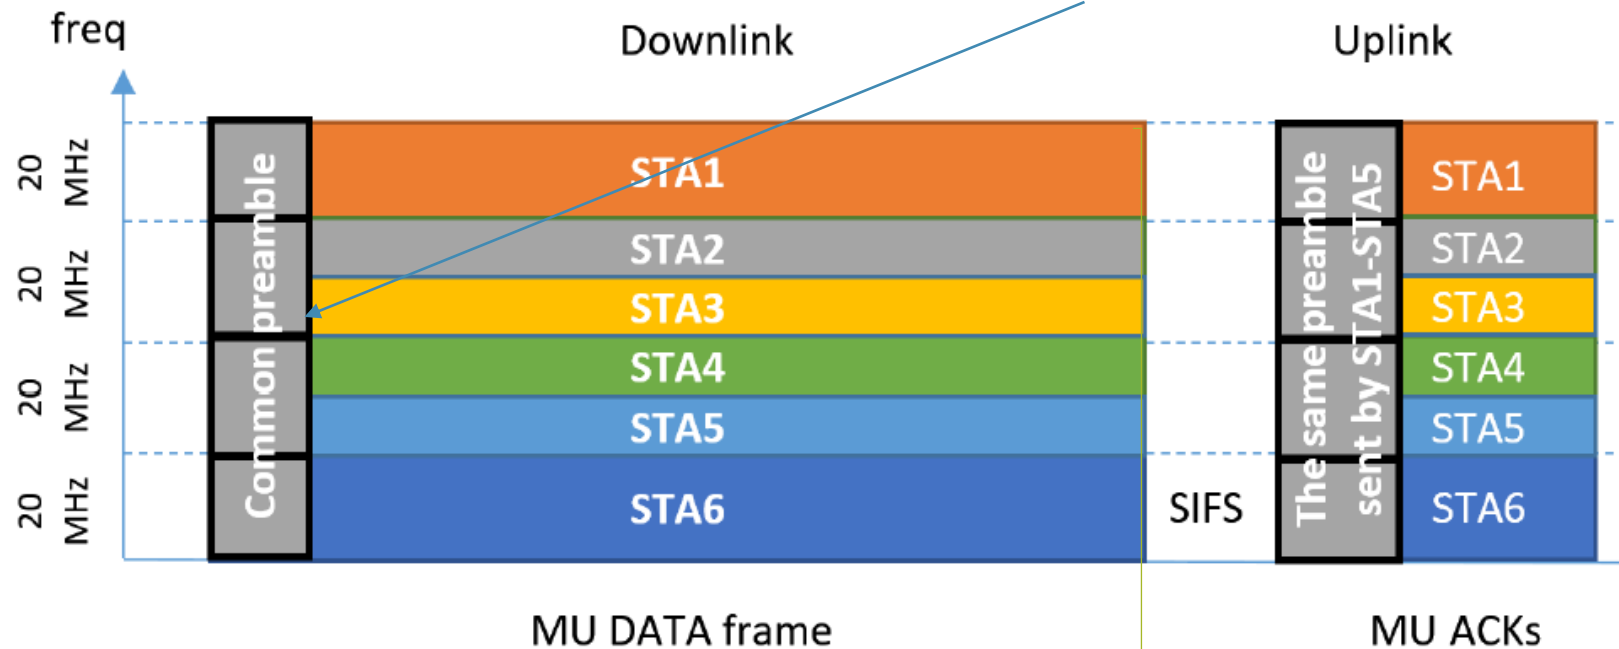 freq
Downlink
Uplink
20
MHz
20
MHz
20
MHz
20
MHz
Common preamble
STA1
STA2
STA3
STA4
STA5
STA6
SIFS
The same preamble
sent by STA1-STA5
STA1
STA2
STA3
STA4
STA5
STA6
MU DATA frame
MU ACKs